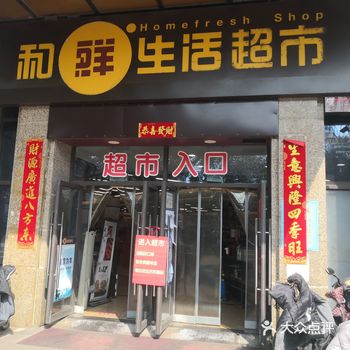 Homefresh Shop
和鲜生活超市
恭喜發財
超市入口
財源廣進八方来
生意興隆四季旺
进入超市
大众点评